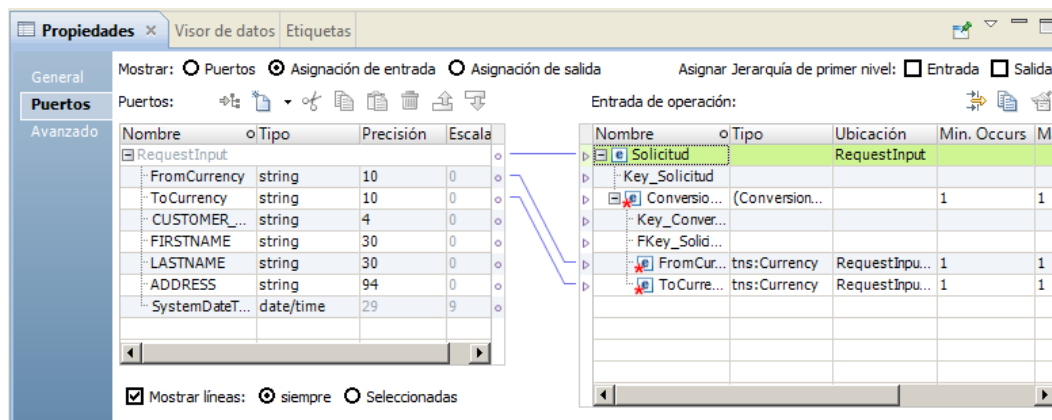 Propiedades Visor de datos Etiquetas
General
Puertos
Avanzado
Mostrar: Puertos Asignación de entrada Asignación de salida Asignar Jerarquía de primer nivel: Entrada Salida
Puertos: Entrada de operación:
Nombre Tipo Precisión Escala Nombre Tipo Ubicación Min. Occurs M
RequestInput Solicitud RequestInput
FromCurrency string 10 0 Key_Solicitud
ToCurrency string 10 0 Conversio... (Conversion... 1 1
CUSTOMER_... string 4 0 Key_Conver...
FIRSTNAME string 30 0 FKey_Solici...
LASTNAME string 30 0 FromCur... tns:Currency RequestInpu... 1 1
ADDRESS string 94 0 ToCurre... tns:Currency RequestInpu... 1 1
SystemDateT... date/time 29 9
Mostrar líneas: siempre Seleccionadas